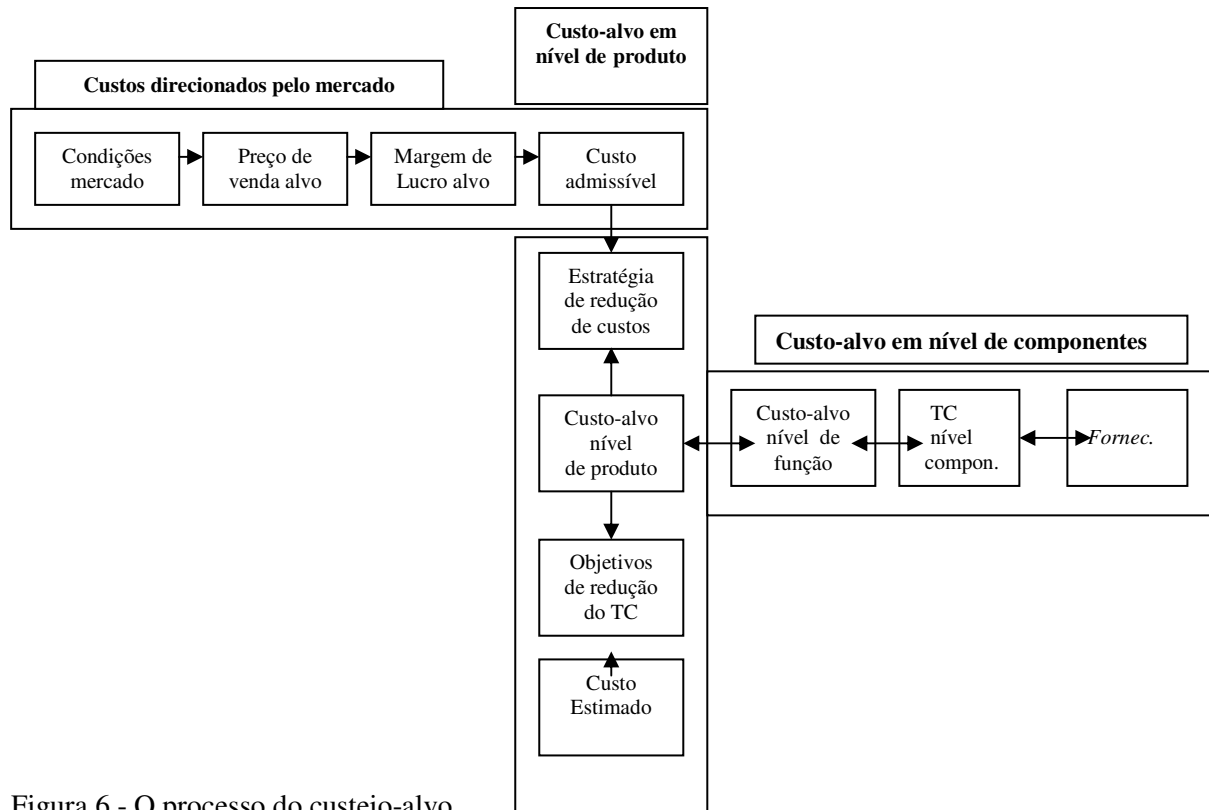 Custo-alvo em
nível de produto
Custos direcionados pelo mercado
Condições
mercado
Preço de
venda alvo
Margem de
Lucro alvo
Custo
admissível
Estratégia
de redução
de custos
Custo-alvo em nível de componentes
Custo-alvo
nível
de produto
Custo-alvo
nível de
função
TC
nível
compon.
Fornec.
Objetivos
de redução
do TC
Custo
Estimado
Figura 6 - O processo do custeio-alvo